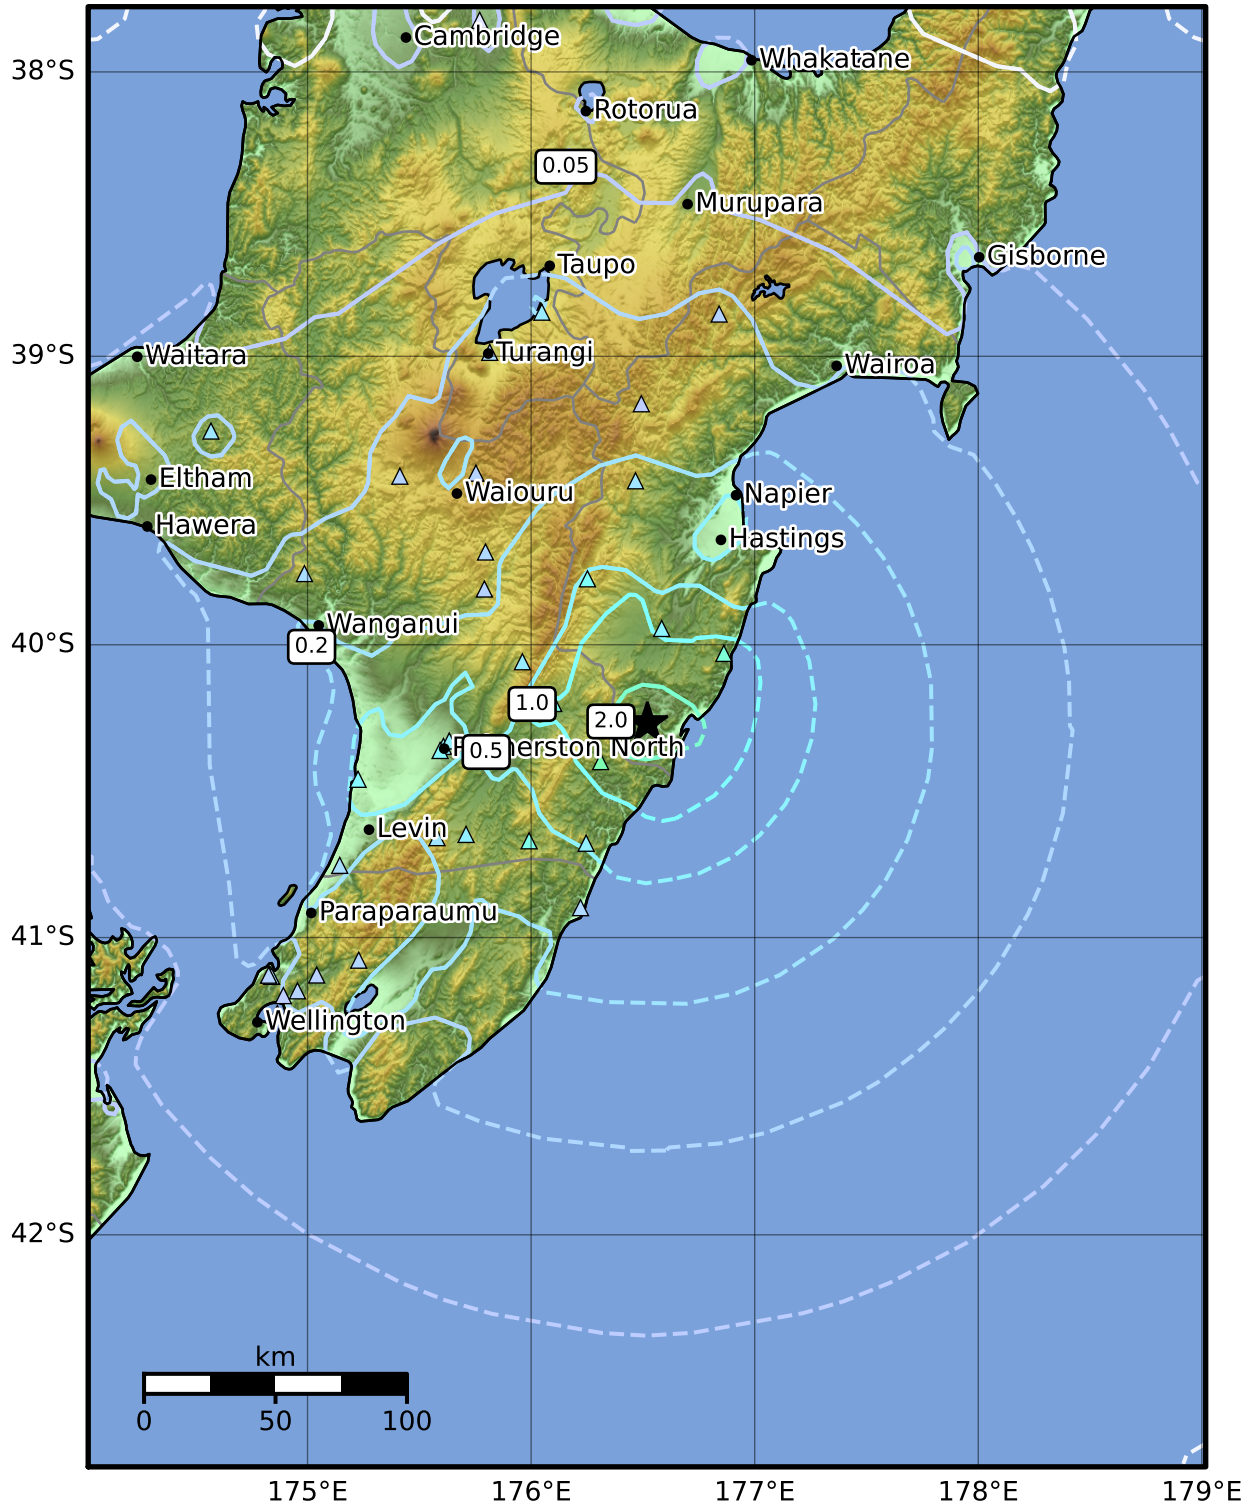 Cambridge
Whakatane
38°S
Rotorua
0.05
Murupara
Gisborne
Taupo
39°S
Waitara
Turangi
Wairoa
Eltham
Waiouru
Napier
Hawera
Hastings
Wanganui
40°S
0.2
1.0
2.0
0.5
North
Levin
Paraparaumu
41°S
Wellington
42°S
km
0 50 100
175°E 176°E 177°E 178°E 179°E